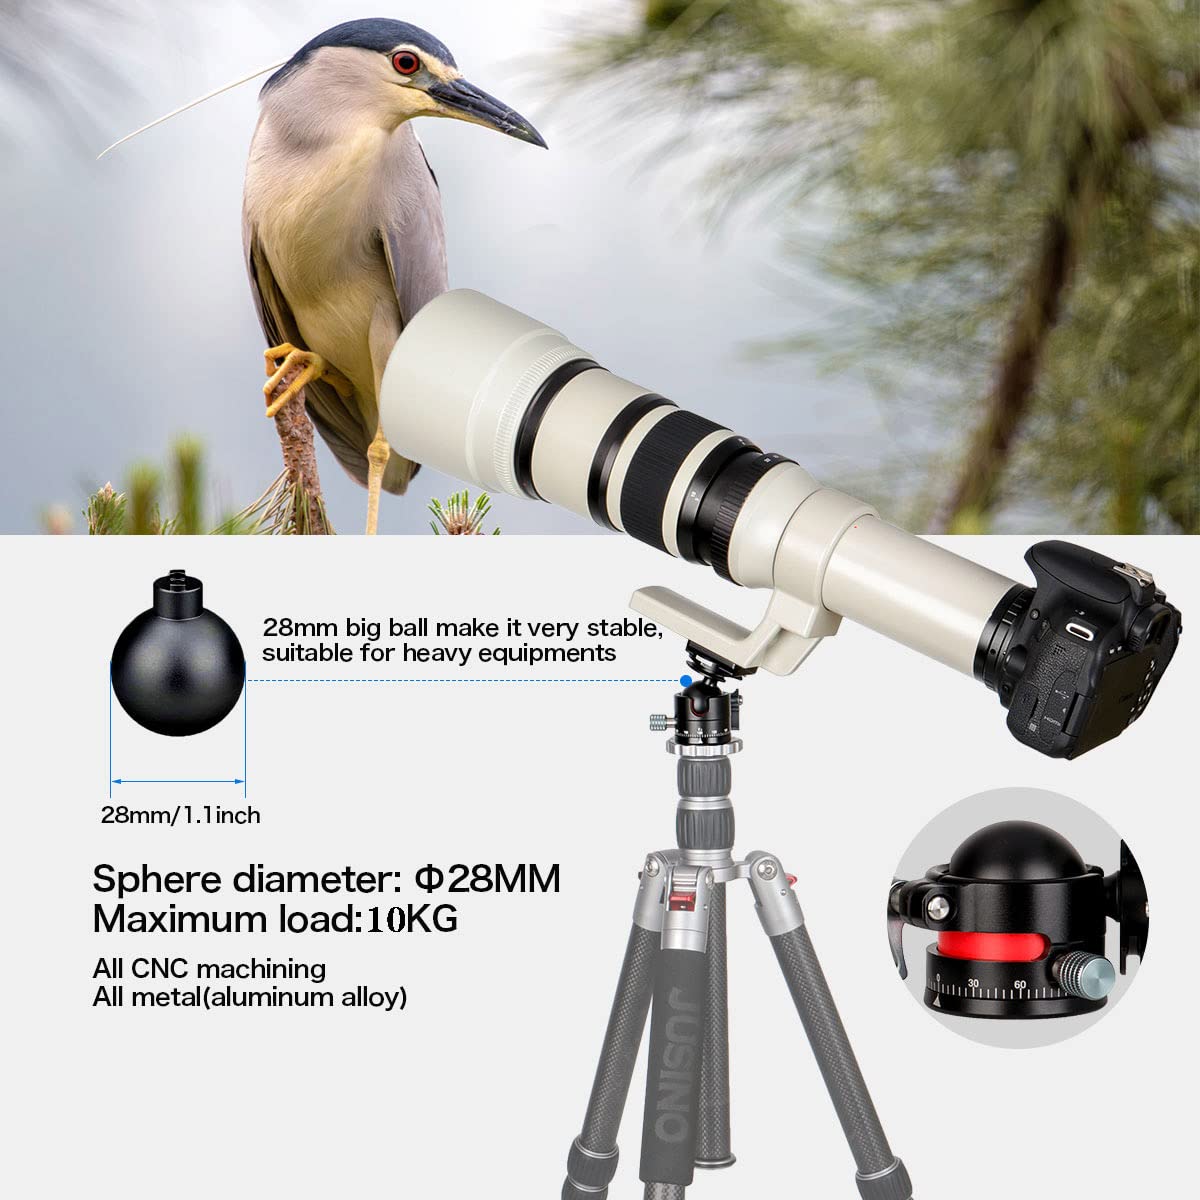 28mm big ball make it very stable,
suitable for heavy equipments
28mm/1.1inch
Sphere diameter: Φ28MM
Maximum load:10KG
All CNC machining
All metal(aluminum alloy)
HDMI
0 30 60
JUSINO